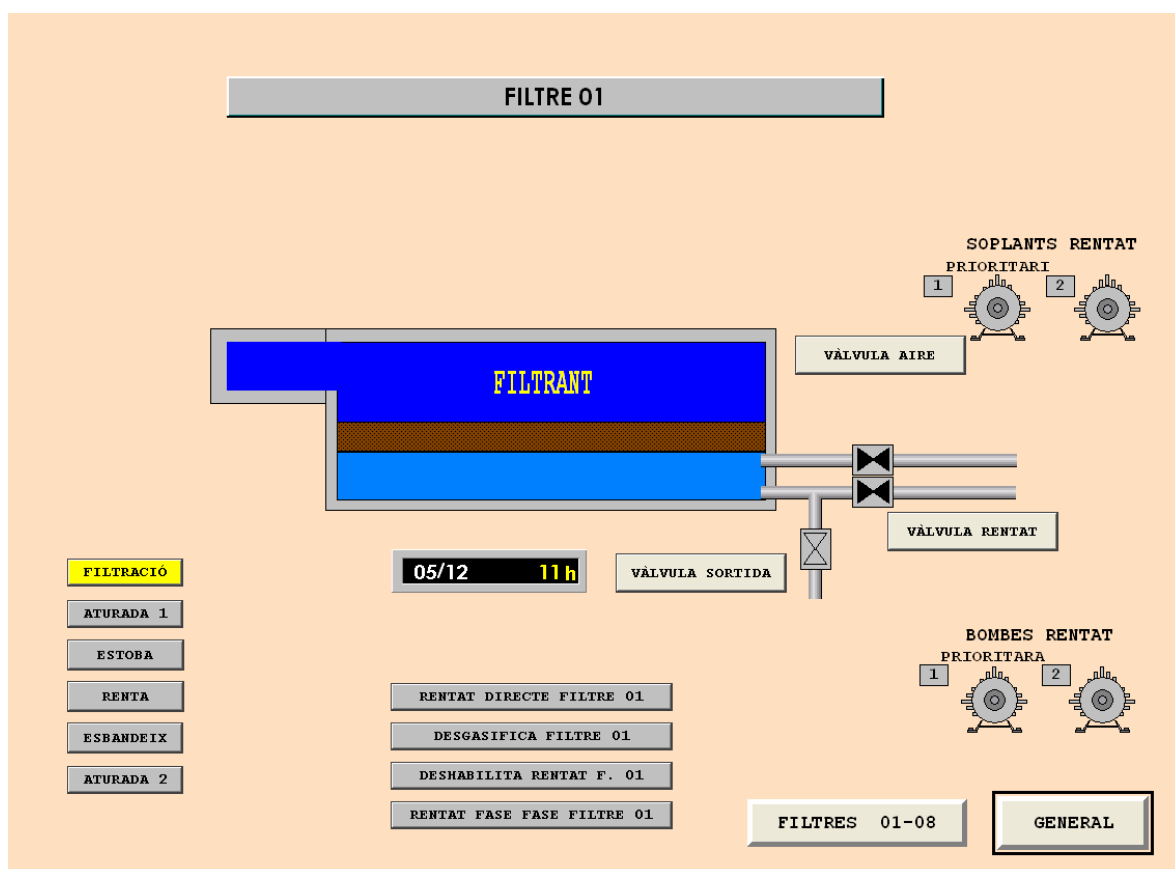 FILTRE 01
SOPLANTS RENTAT
PRIORITARI
1
2
VÀLVULA AIRE
FILTRANT
VÀLVULA RENTAT
FILTRACIÓ
05/12 11h
VÀLVULA SORTIDA
ATURADA 1
ESTOBA
BOMBES RENTAT
PRIORITARA
1
2
RENTA
RENTAT DIRECTE FILTRE 01
ESBANDEIX
DESGASIFICA FILTRE 01
ATURADA 2
DESHABILITA RENTAT F. 01
RENTAT FASE FASE FILTRE 01
FILTRES 01-08
GENERAL